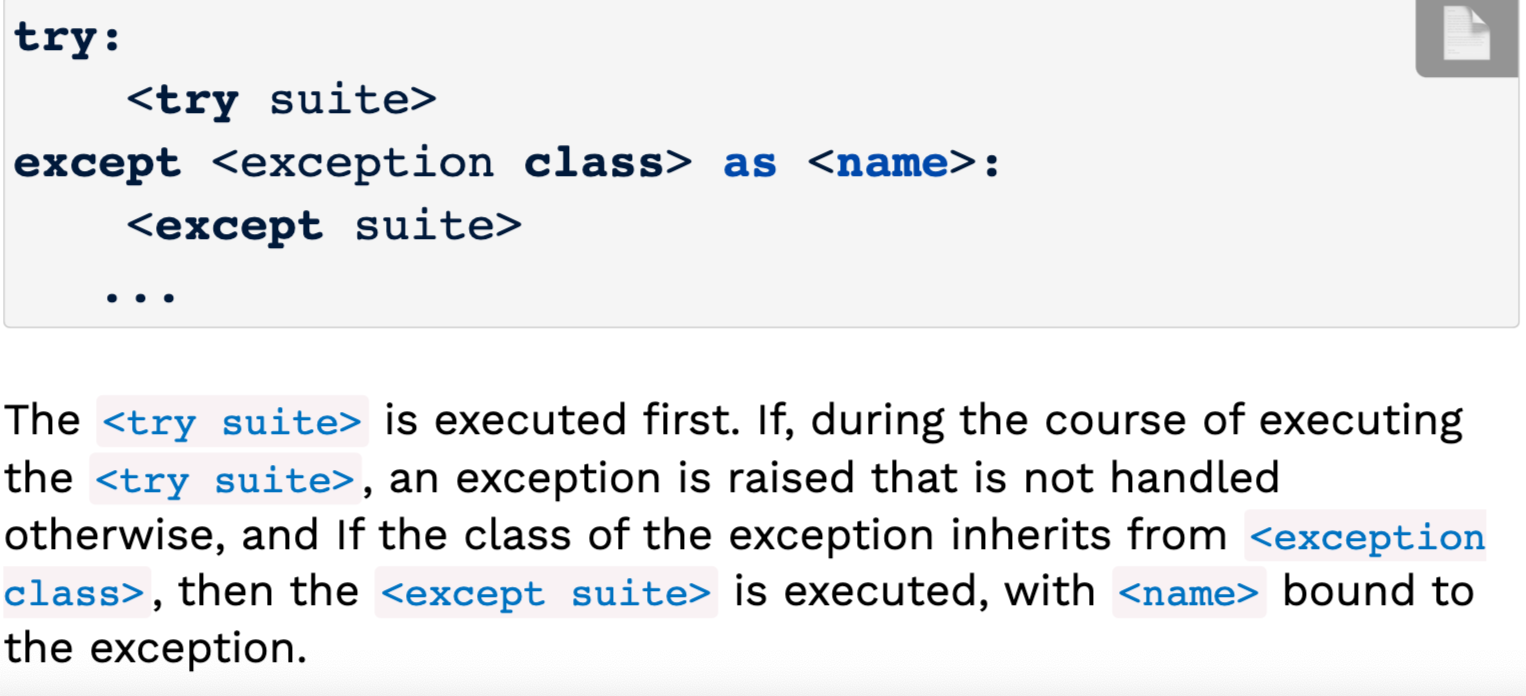 try:
<try suite>
except <exception class> as <name>:
<except suite>
...
The <try suite> is executed first. If, during the course of executing
the <try suite>, an exception is raised that is not handled
otherwise, and If the class of the exception inherits from <exception
class>, then the <except suite> is executed, with <name> bound to
the exception.